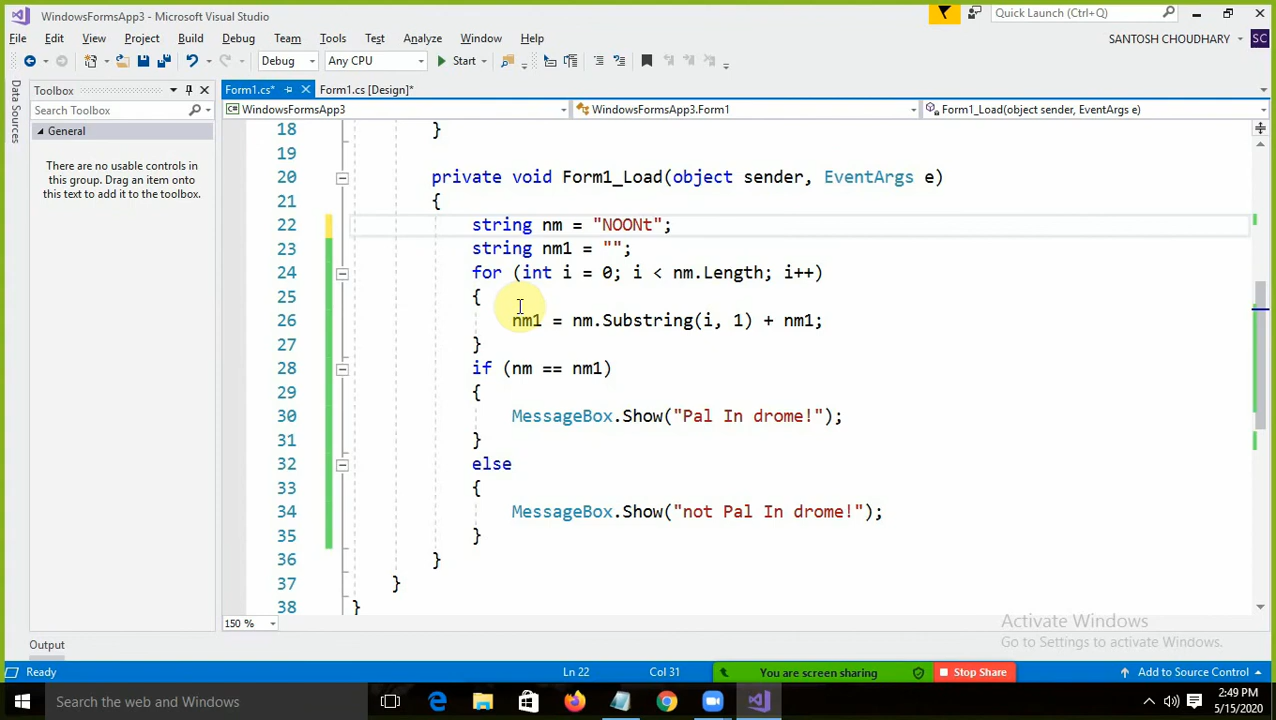 WindowsFormsApp3 - Microsoft Visual Studio
Quick Launch (Ctrl+Q)
File Edit View Project Build Debug Team Tools Test Analyze Window Help
SANTOSH CHOUDHARY SC
Debug Any CPU Start
Data Sources
Toolbox
Search Toolbox
General
There are no usable controls in
this group. Drag an item onto
this text to add it to the toolbox.
Form1.cs* Form1.cs [Design]*
WindowsFormsApp3 WindowsFormsApp3.Form1 Form1_Load(object sender, EventArgs e)
18 }
19
20 private void Form1_Load(object sender, EventArgs e)
21 {
22 string nm = "NOONt";
23 string nm1 = "";
24 for (int i = 0; i < nm.Length; i++)
25 {
26 nm1 = nm.Substring(i, 1) + nm1;
27 }
28 if (nm == nm1)
29 {
30 MessageBox.Show("Pal In drome!");
31 }
32 else
33 {
34 MessageBox.Show("not Pal In drome!");
35 }
36 }
37 }
38 }
150 %
Activate Windows
Go to Settings to activate Windows.
Output
Ready Ln 22 Col 31 You are screen sharing Stop Share Add to Source Control
Search the web and Windows
2:49 PM
5/15/2020